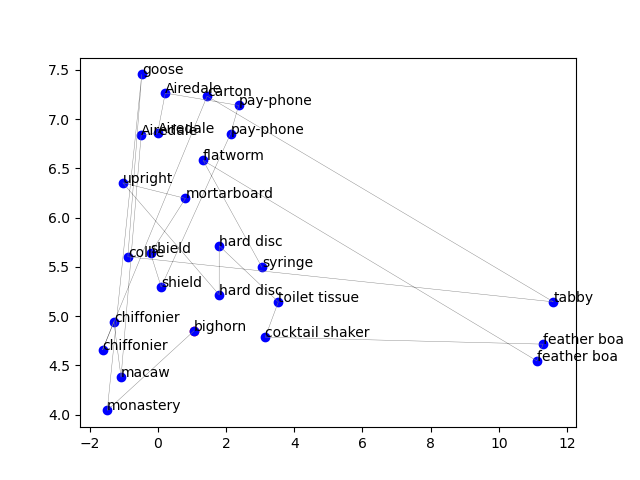 7.5
7.0
6.5
6.0
5.5
5.0
4.5
4.0
−2
0
2
4
6
8
10
12
goose
Airedale
carton
pay-phone
Airedale
Airedale
pay-phone
flatworm
upright
mortarboard
hard disc
shield
collie
syringe
shield
hard disc
toilet tissue
tabby
chiffonier
bighorn
cocktail shaker
feather boa
chiffonier
feather boa
macaw
monastery